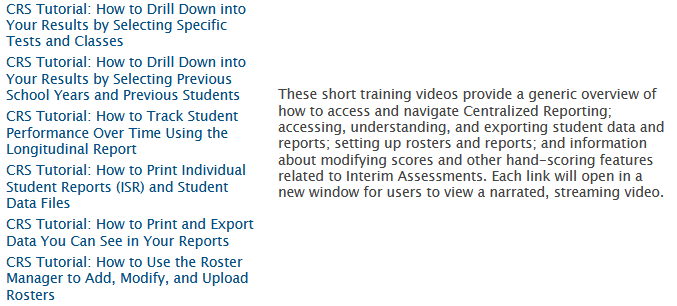 CRS Tutorial: How to Drill Down into
Your Results by Selecting Specific
Tests and Classes
CRS Tutorial: How to Drill Down into
Your Results by Selecting Previous
School Years and Previous Students
CRS Tutorial: How to Track Student
Performance Over Time Using the
Longitudinal Report
CRS Tutorial: How to Print Individual
Student Reports (ISR) and Student
Data Files
CRS Tutorial: How to Print and Export
Data You Can See in Your Reports
CRS Tutorial: How to Use the Roster
Manager to Add, Modify, and Upload
Rosters
These short training videos provide a generic overview of
how to access and navigate Centralized Reporting;
accessing, understanding, and exporting student data and
reports; setting up rosters and reports; and information
about modifying scores and other hand-scoring features
related to Interim Assessments. Each link will open in a
new window for users to view a narrated, streaming video.